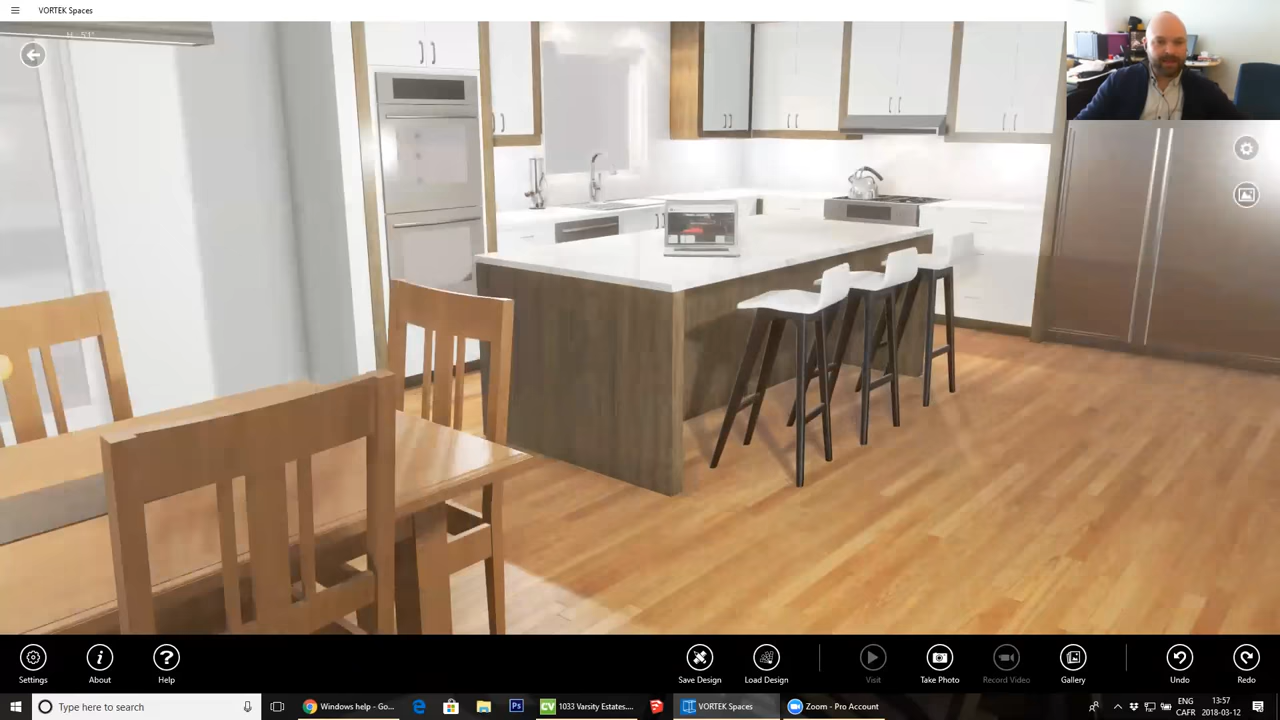 VORTEK Spaces
H: 5'1"
Settings
About
Help
Save Design
Load Design
Visit
Take Photo
Record Video
Gallery
Undo
Redo
Type here to search
Windows help - Go...
1033 Varsity Estates....
VORTEK Spaces
Zoom - Pro Account
ENG
CAFR
13:57
2018-03-12